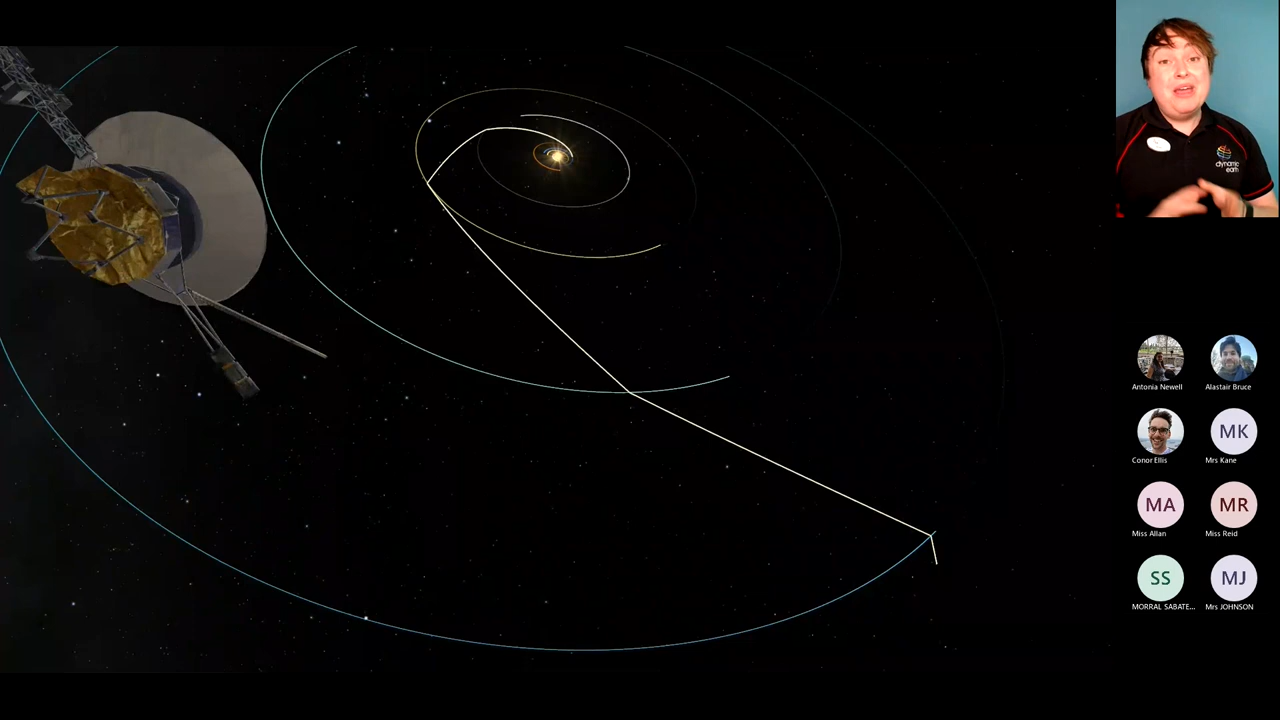 dynamic
earth
Antonia Newell
Alastair Bruce
Conor Ellis
MK
Mrs Kane
MA
Miss Allan
MR
Miss Reid
SS
MORRAL SABATE...
MJ
Mrs JOHNSON